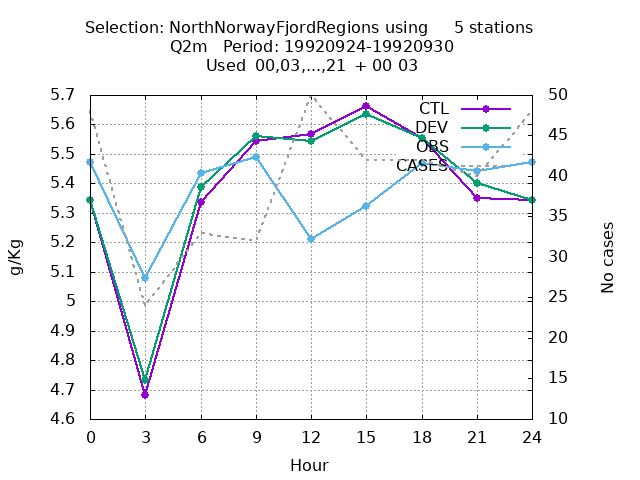 Selection: NorthNorwayFjordRegions using 5 stations
Q2m Period: 19920924-19920930
Used 00,03,...,21 + 00 03
5.7
5.6
5.5
5.4
5.3
5.2
5.1
5
4.9
4.8
4.7
4.6
g/Kg
CTL
DEV
OBS
CASES
50
45
40
35
30
25
20
15
10
No cases
0 3 6 9 12 15 18 21 24
Hour